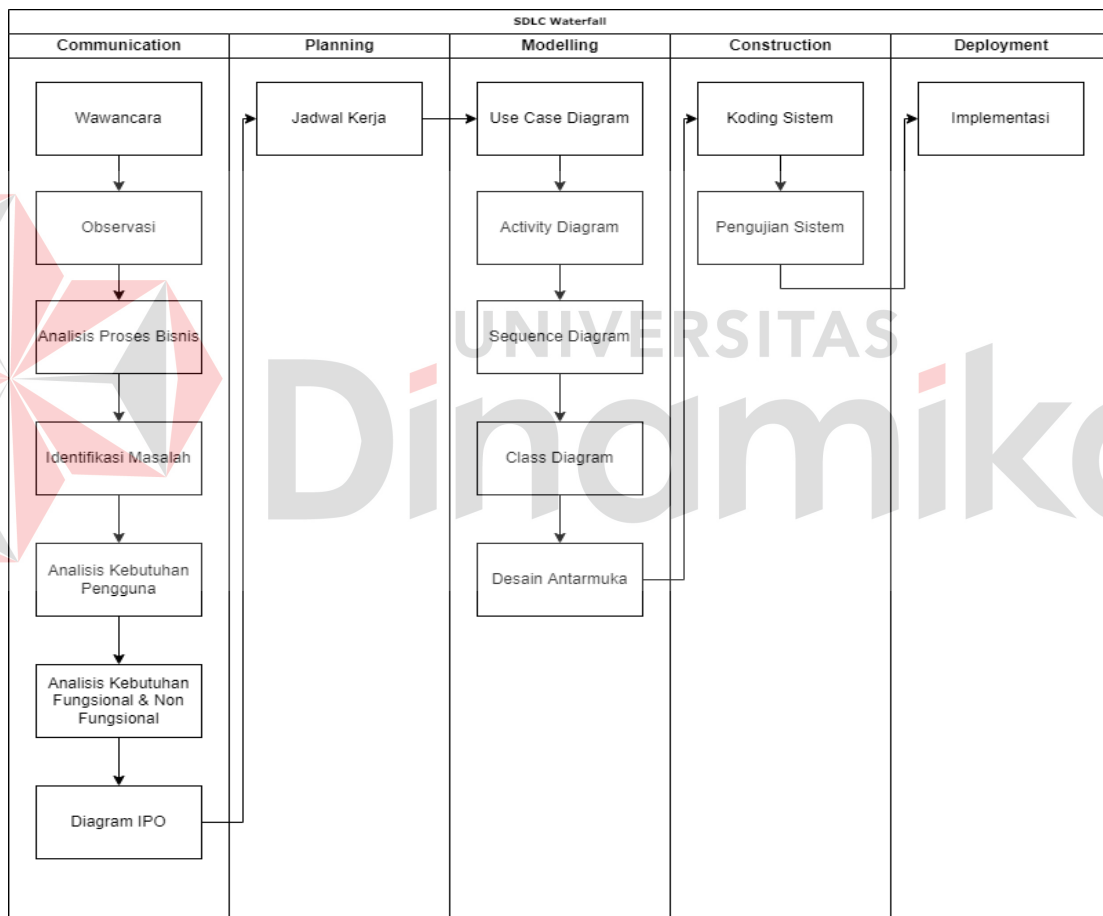 SDLC Waterfall
Communication
Planning
Modelling
Construction
Deployment
Wawancara
Observasi
Analisis Proses Bisnis
Identifikasi Masalah
Analisis Kebutuhan
Pengguna
Analisis Kebutuhan
Fungsional & Non
Fungsional
Diagram IPO
Jadwal Kerja
Use Case Diagram
Activity Diagram
Sequence Diagram
Class Diagram
Desain Antarmuka
Koding Sistem
Pengujian Sistem
Implementasi
UNIVERSITAS
Dinamika